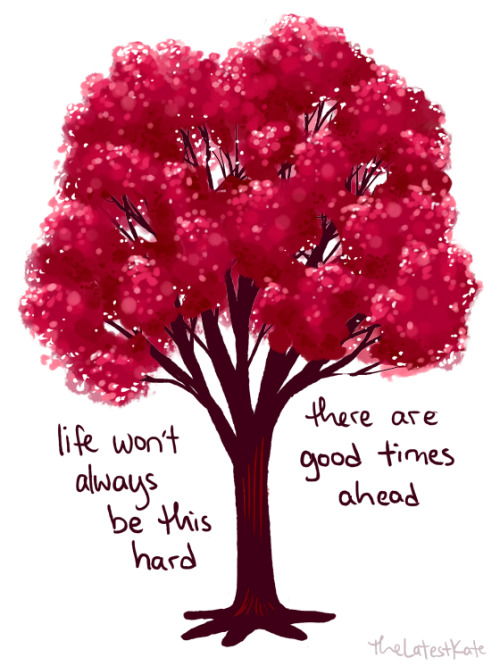 life won't
always
be this
hard
there are
good times
ahead
TheLatestKate